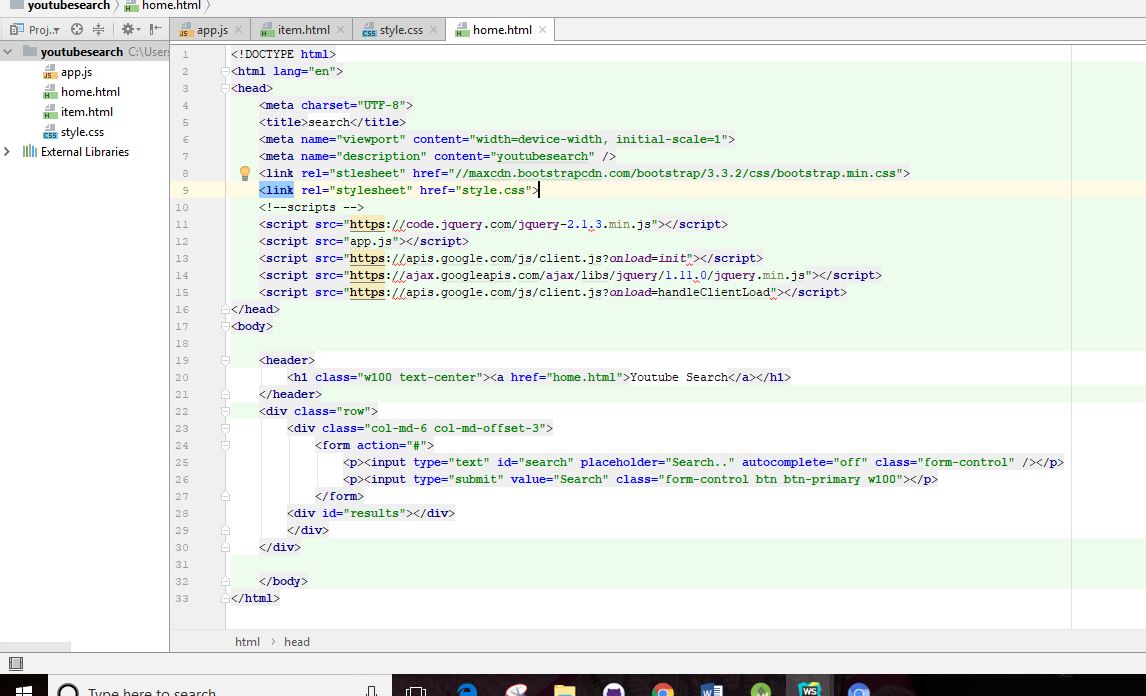 youtubesearch home.html
Proj.. app.js item.html style.css home.html
youtubesearch C:\Users
app.js
home.html
item.html
style.css
External Libraries
1 <!DOCTYPE html>
2 <html lang="en">
3 <head>
4 <meta charset="UTF-8">
5 <title>search</title>
6 <meta name="viewport" content="width=device-width, initial-scale=1">
7 <meta name="description" content="youtubesearch" />
8 <link rel="stlesheet" href="//maxcdn.bootstrapcdn.com/bootstrap/3.3.2/css/bootstrap.min.css">
9 <link rel="stylesheet" href="style.css">
10 <!--scripts -->
11 <script src="https://code.jquery.com/jquery-2.1.3.min.js"></script>
12 <script src="app.js"></script>
13 <script src="https://apis.google.com/js/client.js?onload=init"></script>
14 <script src="https://ajax.googleapis.com/ajax/libs/jquery/1.11.0/jquery.min.js"></script>
15 <script src="https://apis.google.com/js/client.js?onload=handleClientLoad"></script>
16 </head>
17 <body>
18
19 <header>
20 <h1 class="w100 text-center"><a href="home.html">Youtube Search</a></h1>
21 </header>
22 <div class="row">
23 <div class="col-md-6 col-md-offset-3">
24 <form action="#">
25 <p><input type="text" id="search" placeholder="Search.." autocomplete="off" class="form-control" /></p>
26 <p><input type="submit" value="Search" class="form-control btn btn-primary w100"></p>
27 </form>
28 <div id="results"></div>
29 </div>
30 </div>
31
32 </body>
33 </html>
html head
Type here to search